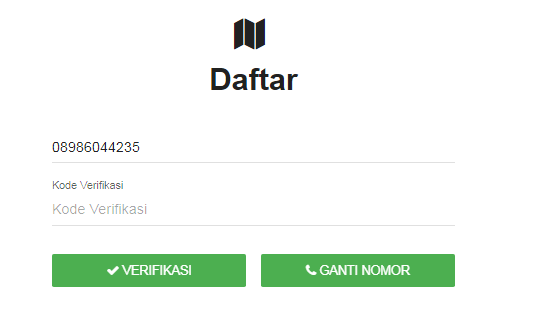 Daftar
08986044235
Kode Verifikasi
Kode Verifikasi
VERIFIKASI
GANTI NOMOR